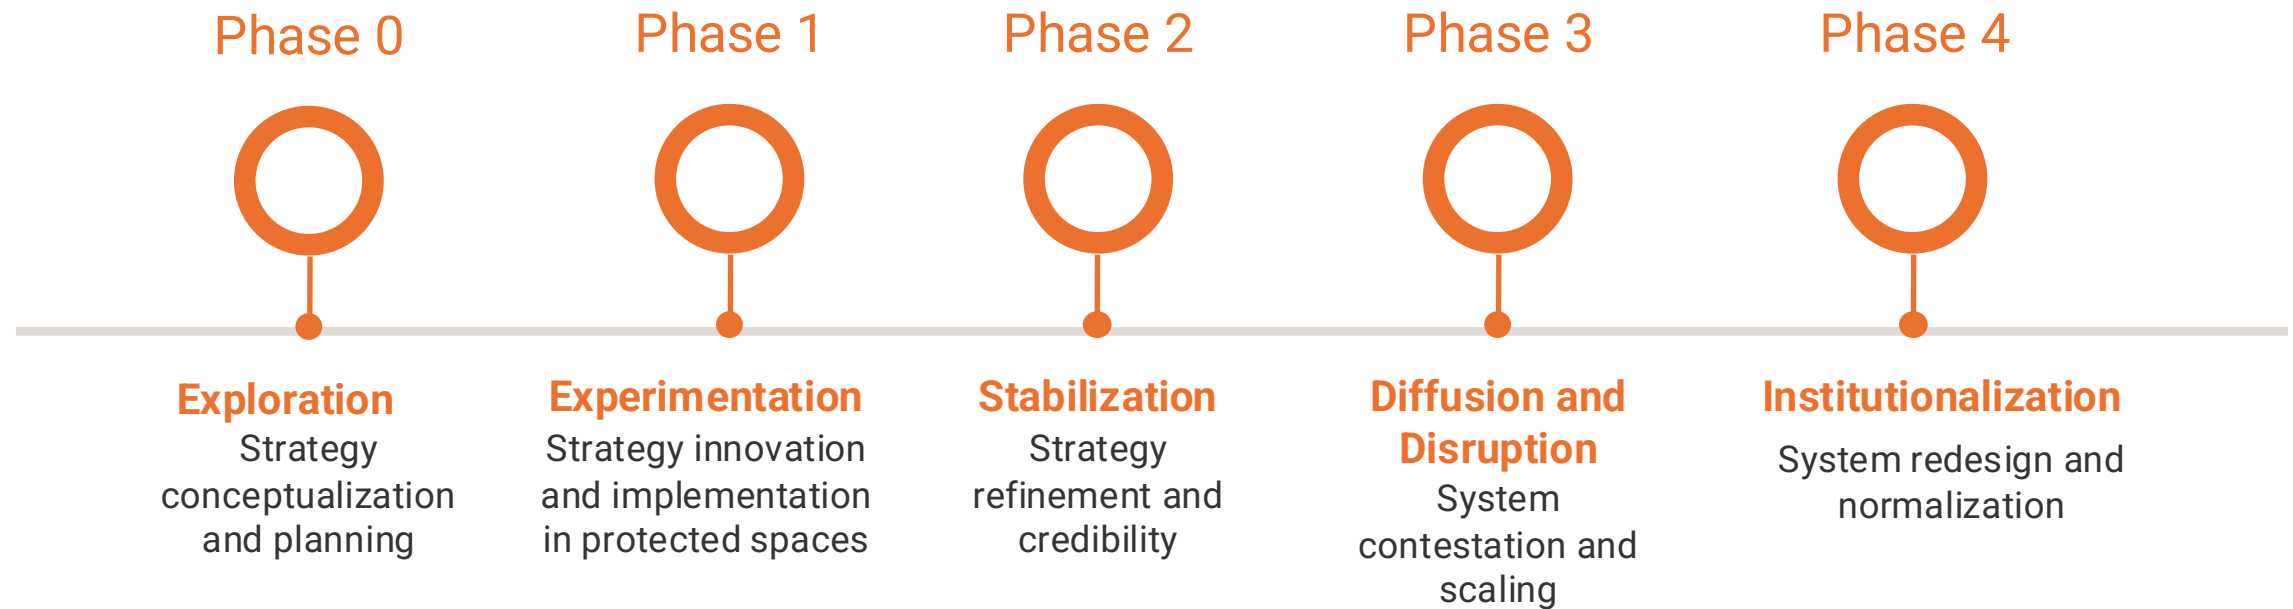 Phase 0
Phase 1
Phase 2
Phase 3
Phase 4
Exploration
Strategy
conceptualization
and planning
Experimentation
Strategy innovation
and implementation
in protected spaces
Stabilization
Strategy
refinement and
credibility
Diffusion and
Disruption
System
contestation and
scaling
Institutionalization
System redesign and
normalization